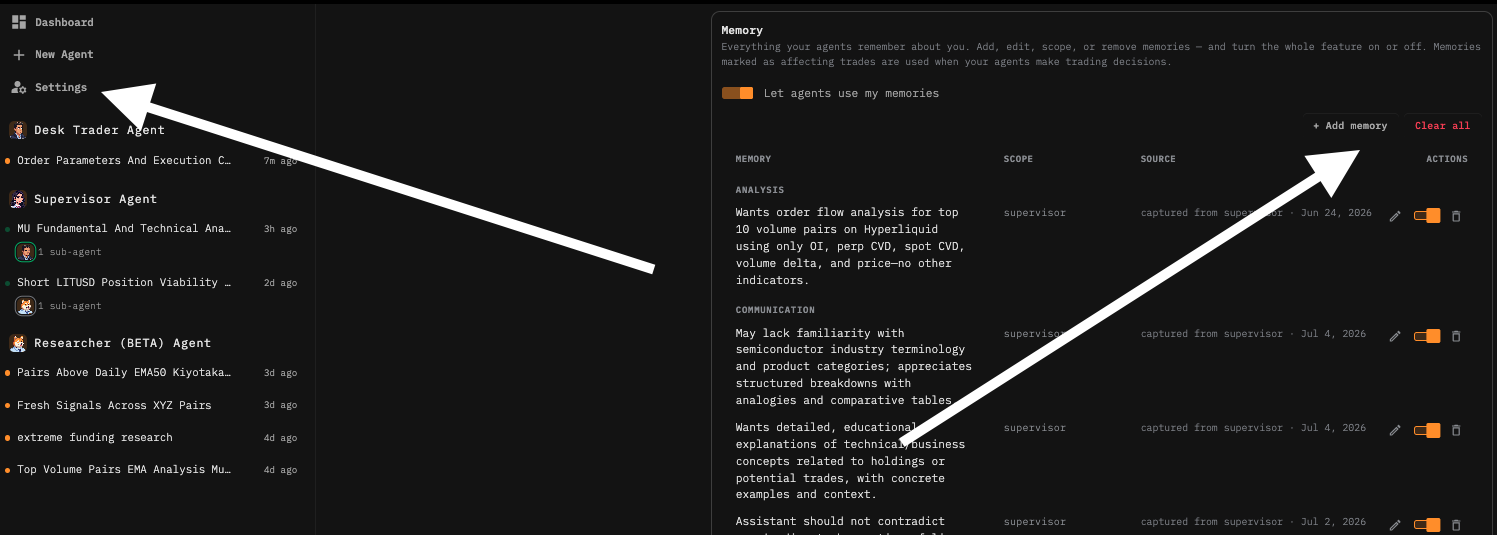 Dashboard
New Agent
Settings
Desk Trader Agent
Order Parameters And Execution C…
7m ago
Supervisor Agent
MU Fundamental And Technical Ana…
3h ago
1 sub-agent
Short LITUSD Position Viability …
2d ago
1 sub-agent
Researcher (BETA) Agent
Pairs Above Daily EMA50 Kiyotaka…
3d ago
Fresh Signals Across XYZ Pairs
3d ago
extreme funding research
4d ago
Top Volume Pairs EMA Analysis Mu…
4d ago
Memory
Everything your agents remember about you. Add, edit, scope, or remove memories — and turn the whole feature on or off. Memories
marked as affecting trades are used when your agents make trading decisions.
Let agents use my memories
+ Add memory
Clear all
MEMORY
SCOPE
SOURCE
ACTIONS
ANALYSIS
Wants order flow analysis for top
10 volume pairs on Hyperliquid
using only OI, perp CVD, spot CVD,
volume delta, and price—no other
indicators.
supervisor
captured from supervisor · Jun 24, 2026
COMMUNICATION
May lack familiarity with
semiconductor industry terminology
and product categories; appreciates
structured breakdowns with
analogies and comparative tables
supervisor
captured from supervisor · Jul 4, 2026
Wants detailed, educational
explanations of technical/business
concepts related to holdings or
potential trades, with concrete
examples and context.
supervisor
captured from supervisor · Jul 4, 2026
Assistant should not contradict
supervisor
captured from supervisor · Jul 2, 2026